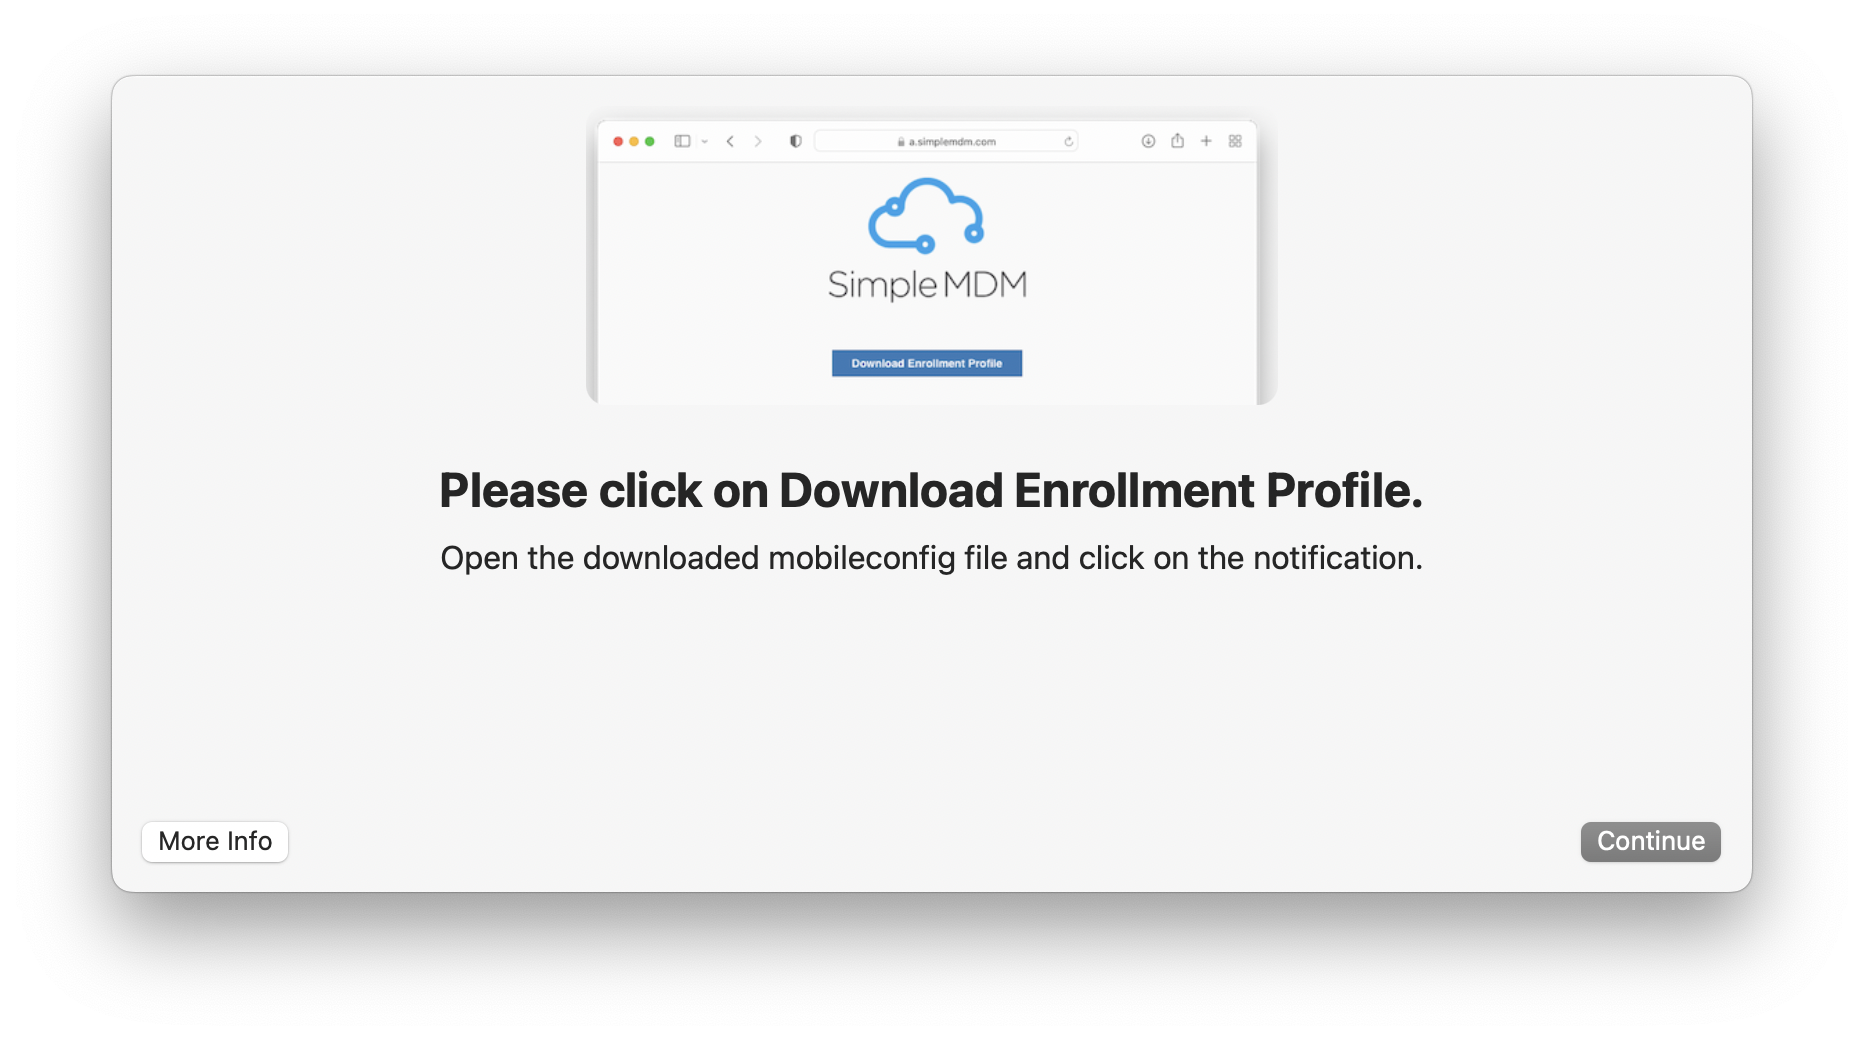 a.simplemdm.com
SimpleMDM
Download Enrollment Profile
Please click on Download Enrollment Profile.
Open the downloaded mobileconfig file and click on the notification.
More Info
Continue